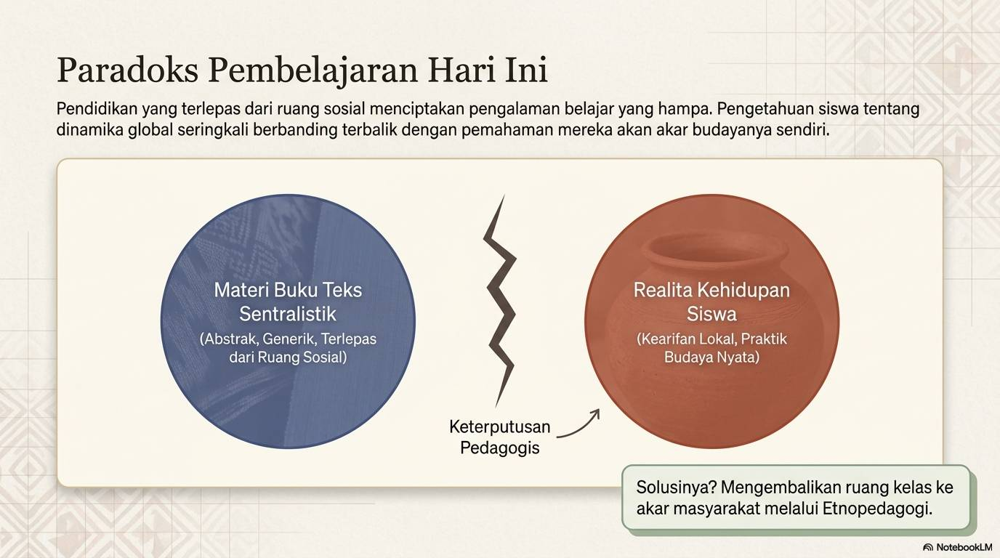 Paradoks Pembelajaran Hari Ini
Pendidikan yang terlepas dari ruang sosial menciptakan pengalaman belajar yang hampa. Pengetahuan siswa tentang
dinamika global seringkali berbanding terbalik dengan pemahaman mereka akan akar budayanya sendiri.
Materi Buku Teks
Sentralistik
(Abstrak, Generik, Terlepas
dari Ruang Sosial)
Keterputusan
Pedagogis
Realita Kehidupan
Siswa
(Kearifan Lokal, Praktik
Budaya Nyata)
Solusinya? Mengembalikan ruang kelas ke
akar masyarakat melalui Etnopedagogi.
NotebookLM